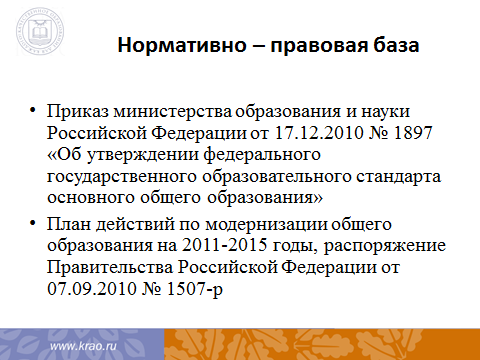 Нормативно – правовая база
• Приказ министерства образования и науки
Российской Федерации от 17.12.2010 № 1897
«Об утверждении федерального
государственного образовательного стандарта
основного общего образования»
• План действий по модернизации общего
образования на 2011-2015 годы, распоряжение
Правительства Российской Федерации от
07.09.2010 № 1507-р
www.krao.ru